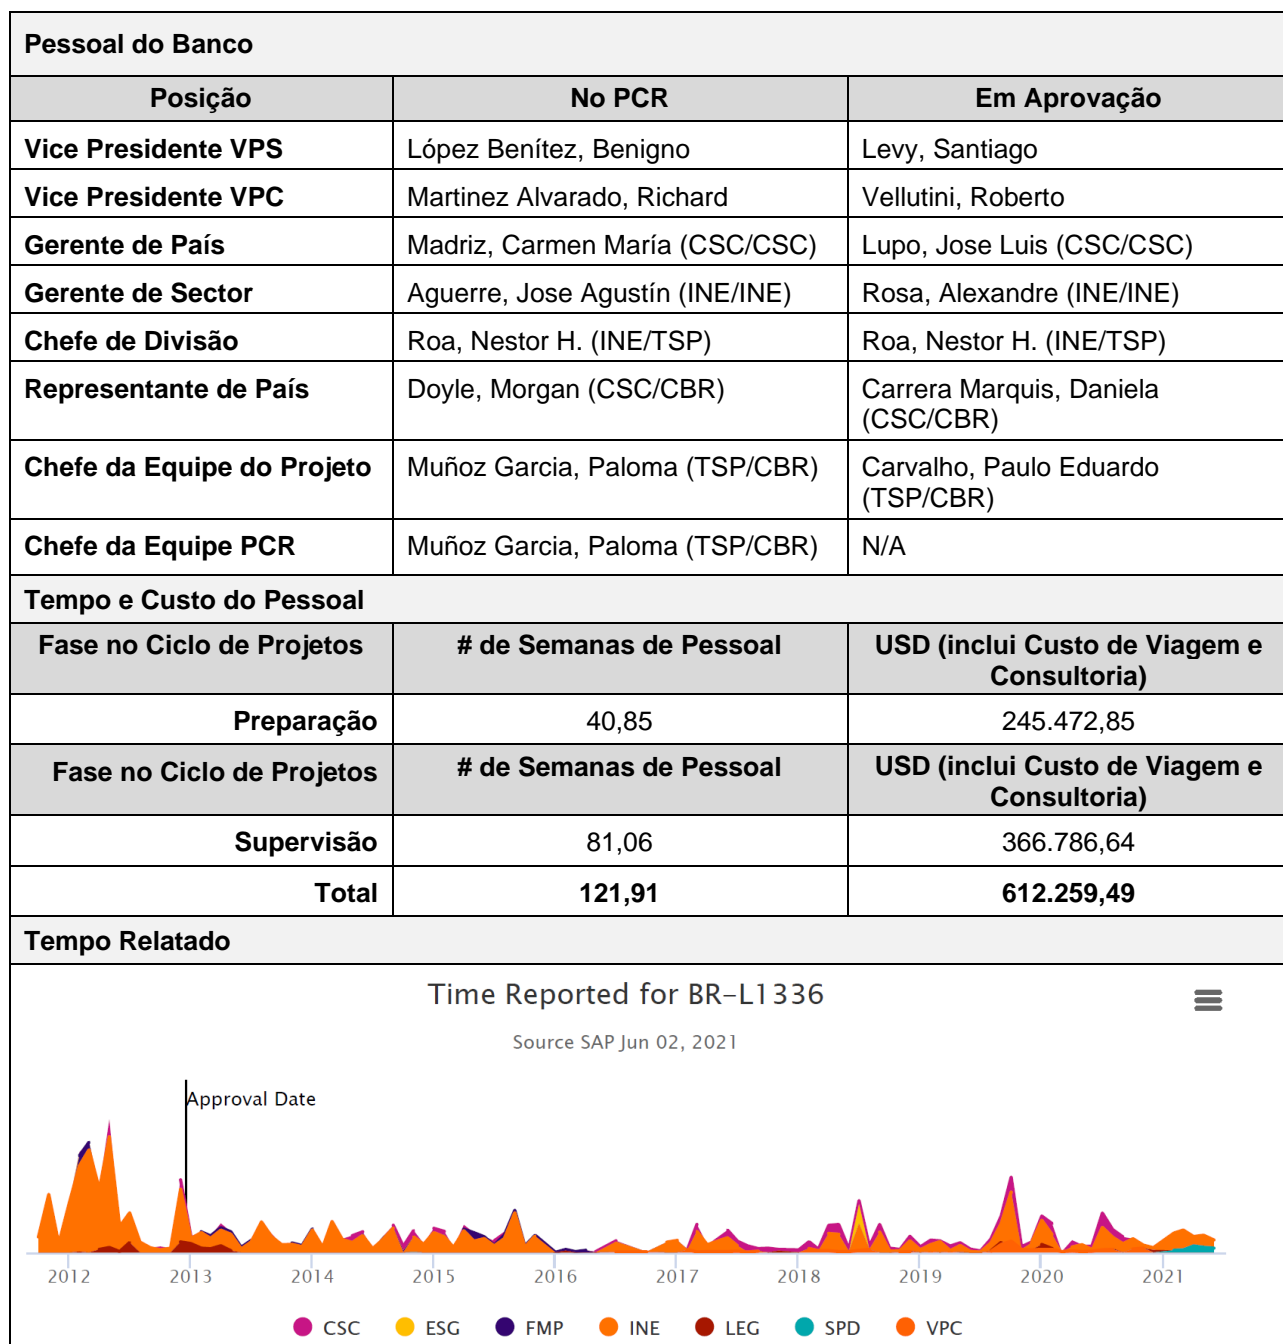 Pessoal do Banco
Posição No PCR Em Aprovação
Vice Presidente VPS López Benítez, Benigno Levy, Santiago
Vice Presidente VPC Martinez Alvarado, Richard Vellutini, Roberto
Gerente de País Madriz, Carmen María (CSC/CSC) Lupo, Jose Luis (CSC/CSC)
Gerente de Sector Aguerre, Jose Agustín (INE/INE) Rosa, Alexandre (INE/INE)
Chefe de Divisão Roa, Nestor H. (INE/TSP) Roa, Nestor H. (INE/TSP)
Representante de País Doyle, Morgan (CSC/CBR) Carrera Marquis, Daniela
(CSC/CBR)
Chefe da Equipe do Projeto Muñoz Garcia, Paloma (TSP/CBR) Carvalho, Paulo Eduardo
(TSP/CBR)
Chefe da Equipe PCR Muñoz Garcia, Paloma (TSP/CBR) N/A
Tempo e Custo do Pessoal
Fase no Ciclo de Projetos # de Semanas de Pessoal USD (inclui Custo de Viagem e
Consultoria)
Preparação 40,85 245.472,85
Fase no Ciclo de Projetos # de Semanas de Pessoal USD (inclui Custo de Viagem e
Consultoria)
Supervisão 81,06 366.786,64
Total 121,91 612.259,49
Tempo Relatado
Time Reported for BR-L1336
Source SAP Jun 02, 2021
Approval Date
2012 2013 2014 2015 2016 2017 2018 2019 2020 2021
CSC ESG FMP INE LEG SPD VPC